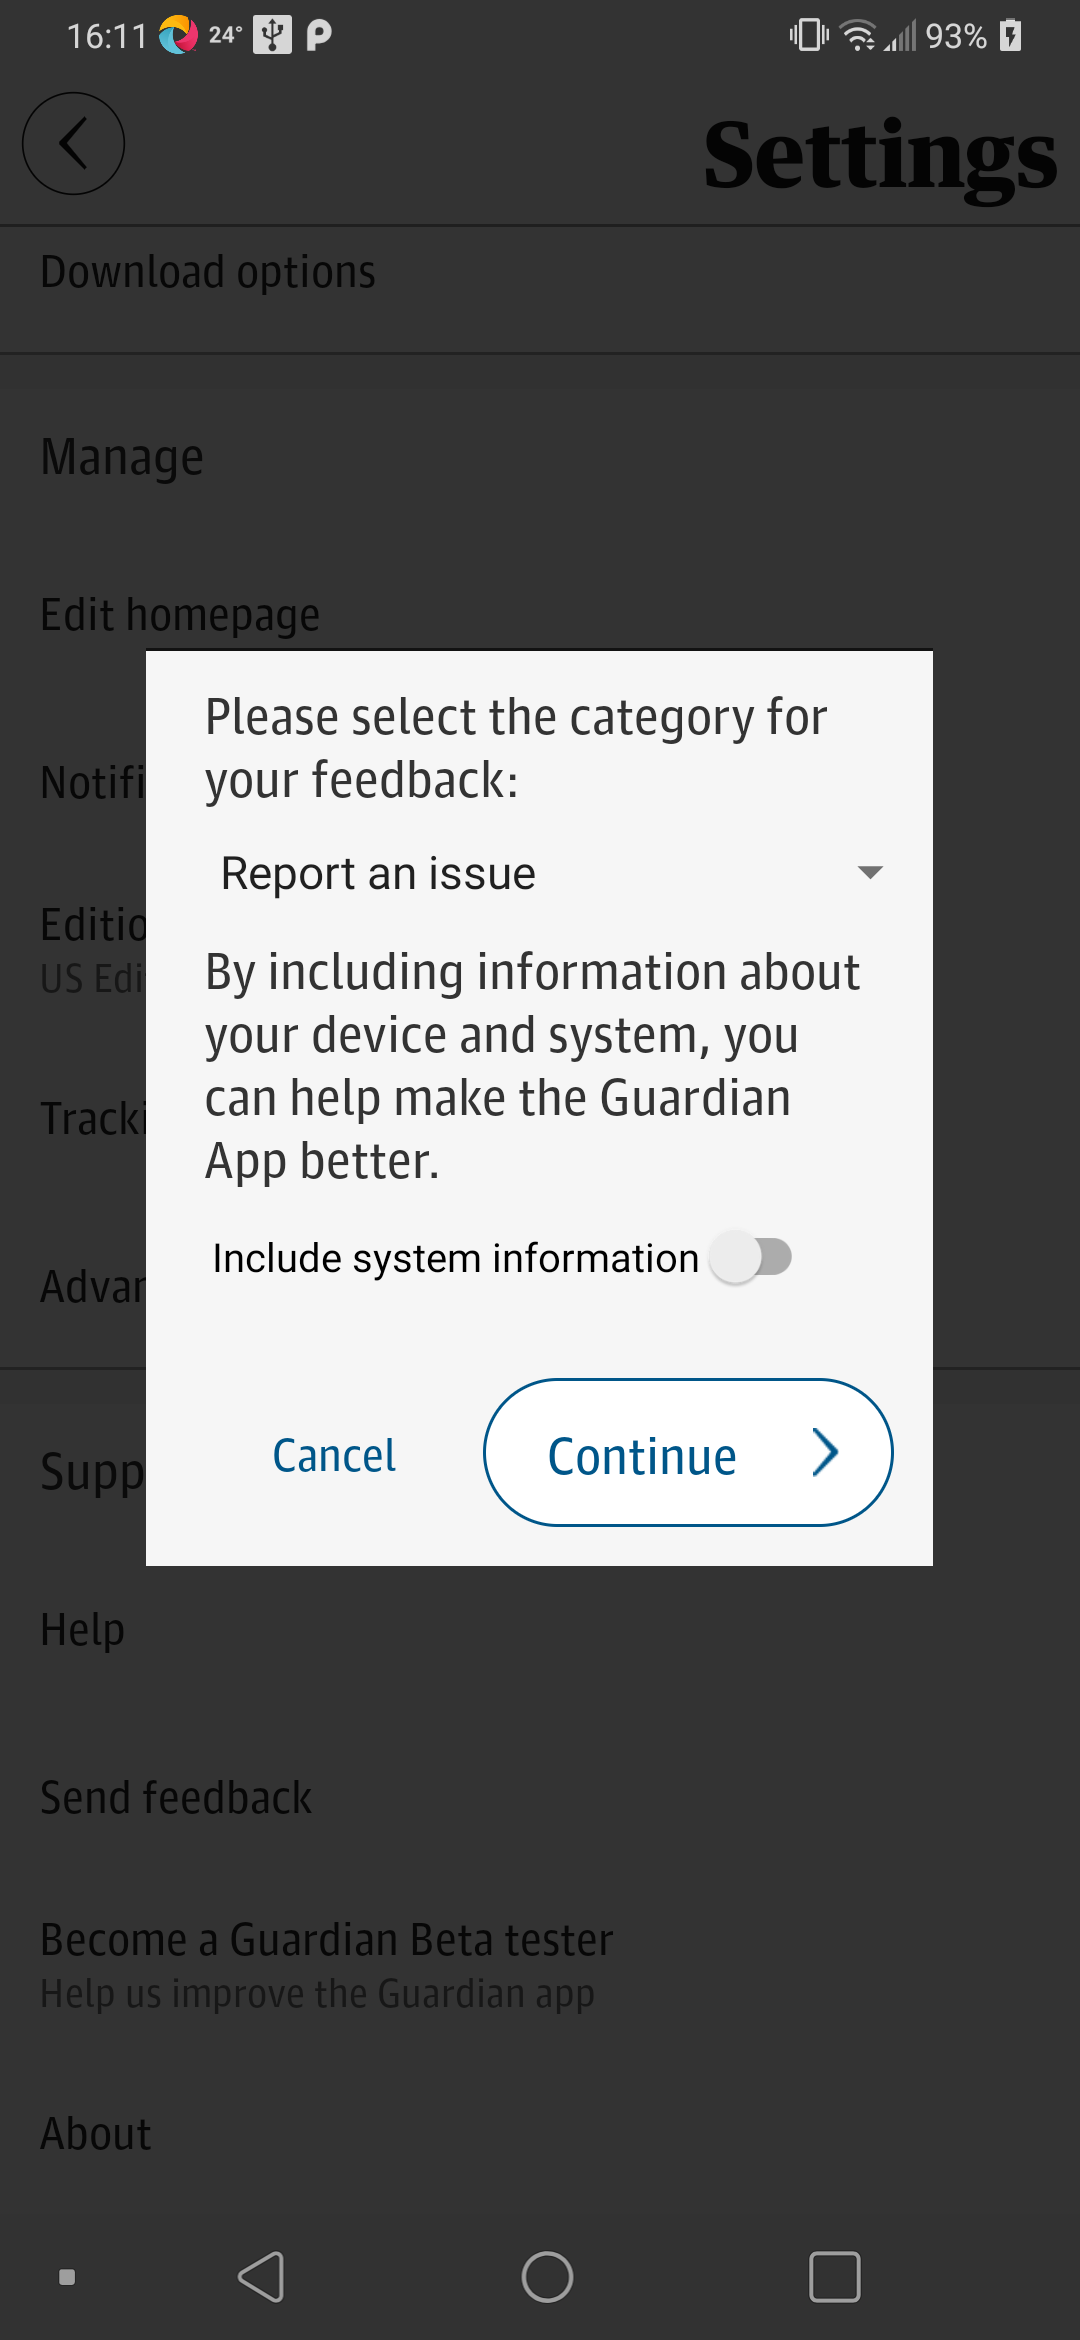 16:11 24° 93%
Settings
Download options
Manage
Edit homepage
Please select the category for
your feedback:
Notifi
Report an issue
Editio
US Edi
By including information about
your device and system, you
can help make the Guardian
App better.
Tracki
Include system information
Advan
Cancel Continue
Supp
Help
Send feedback
Become a Guardian Beta tester
Help us improve the Guardian app
About